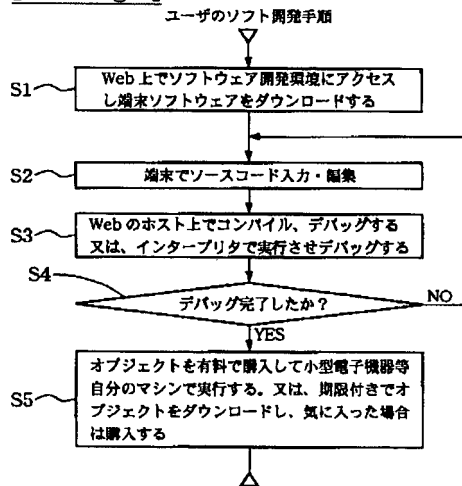 ユーザのソフト開発手順
S1
Web上でソフトウェア開発環境にアクセス
し端末ソフトウェアをダウンロードする
S2
端末でソースコード入力・編集
S3
Webのホスト上でコンパイル、デバッグする
又は、インタープリタで実行させデバッグする
S4
デバッグ完了したか?
NO
YES
S5
オブジェクトを有料で購入して小型電子機器等
自分のマシンで実行する。又は、期限付きでオ
ブジェクトをダウンロードし、気に入った場合
は購入する